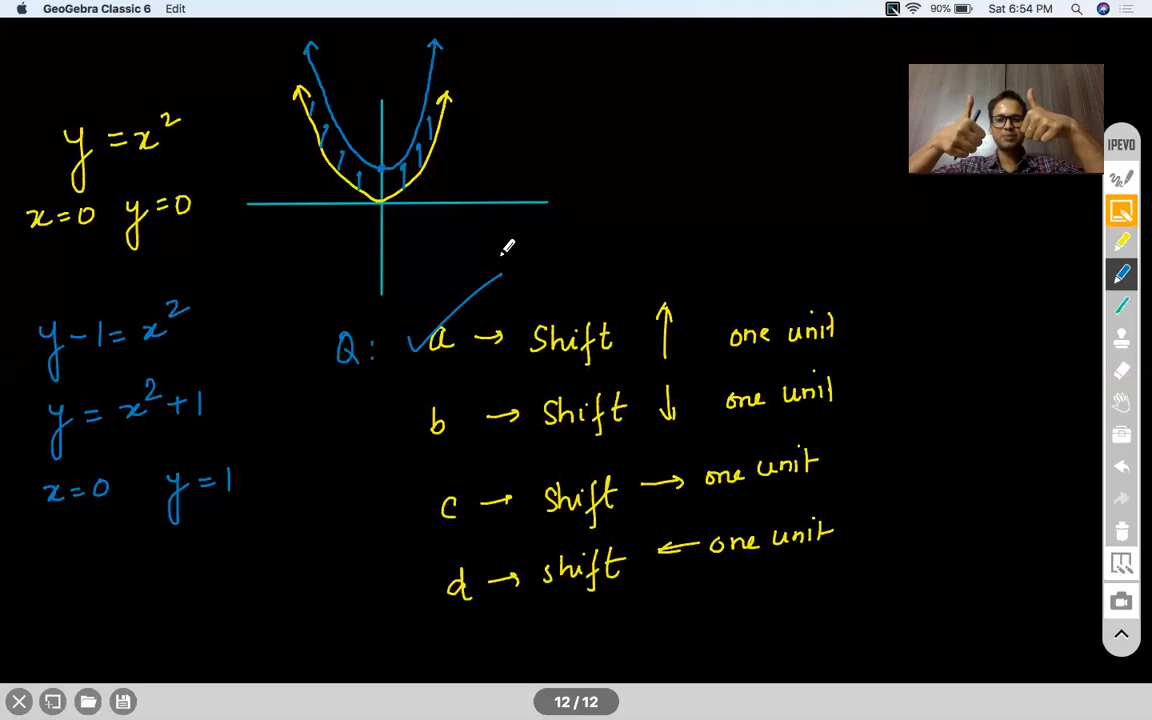 GeoGebra Classic 6 Edit 90% Sat 6:54 PM
IPEVO
y = x²
x = 0 y = 0
y - 1 = x²
y = x² + 1
x = 0 y = 1
Q: a → Shift ↑ one unit
b → Shift ↓ one unit
c → Shift → one unit
d → shift ← one unit
12 / 12